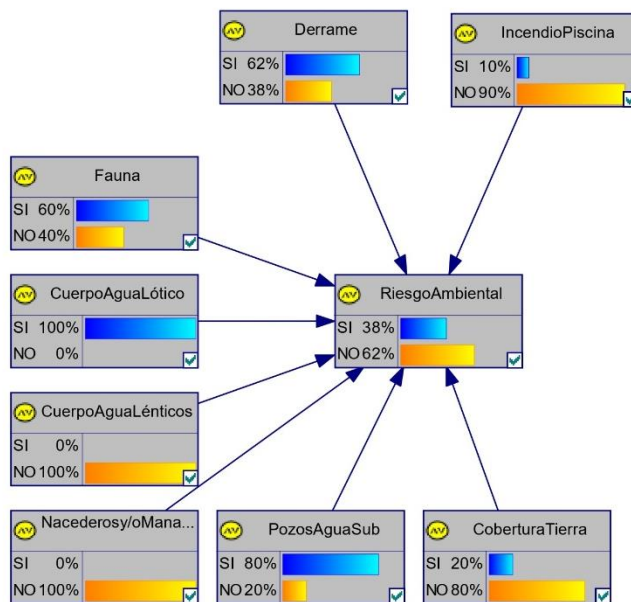 Derrame
SI 62%
NO 38%
IncendioPiscina
SI 10%
NO 90%
Fauna
SI 60%
NO 40%
CuerpoAguaLótico
SI 100%
NO 0%
RiesgoAmbiental
SI 38%
NO 62%
CuerpoAguaLénticos
SI 0%
NO 100%
Nacederosy/oMana...
SI 0%
NO 100%
PozosAguaSub
SI 80%
NO 20%
CoberturaTierra
SI 20%
NO 80%